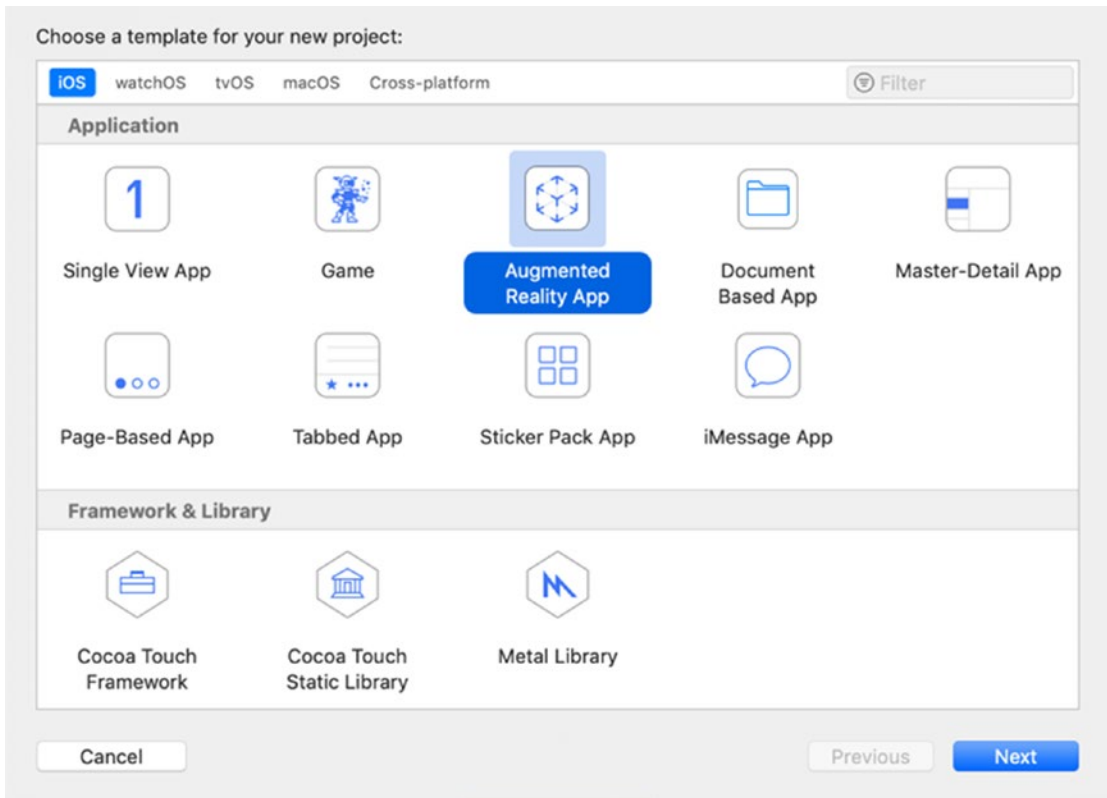 Choose a template for your new project:
iOS watchOS tvOS macOS Cross-platform Filter
Application
1
Single View App Game Augmented Document Master-Detail App
Reality App Based App
Page-Based App Tabbed App Sticker Pack App iMessage App
Framework & Library
Cocoa Touch Cocoa Touch Metal Library
Framework Static Library
Cancel Previous Next